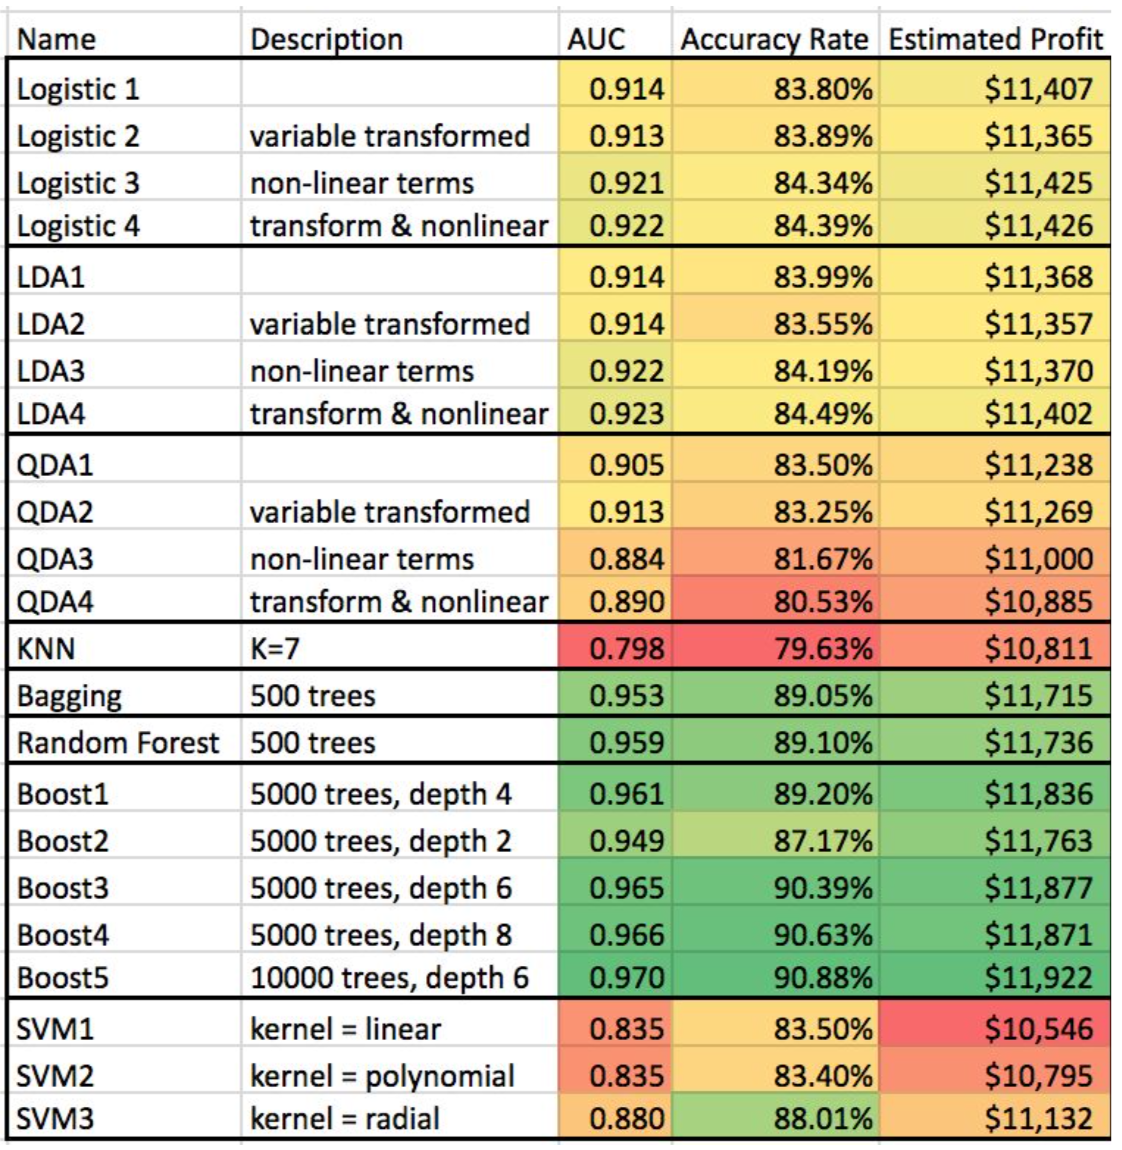 Name Description AUC Accuracy Rate Estimated Profit
Logistic 1 0.914 83.80% $11,407
Logistic 2 variable transformed 0.913 83.89% $11,365
Logistic 3 non-linear terms 0.921 84.34% $11,425
Logistic 4 transform & nonlinear 0.922 84.39% $11,426
LDA1 0.914 83.99% $11,368
LDA2 variable transformed 0.914 83.55% $11,357
LDA3 non-linear terms 0.922 84.19% $11,370
LDA4 transform & nonlinear 0.923 84.49% $11,402
QDA1 0.905 83.50% $11,238
QDA2 variable transformed 0.913 83.25% $11,269
QDA3 non-linear terms 0.884 81.67% $11,000
QDA4 transform & nonlinear 0.890 80.53% $10,885
KNN K=7 0.798 79.63% $10,811
Bagging 500 trees 0.953 89.05% $11,715
Random Forest 500 trees 0.959 89.10% $11,736
Boost1 5000 trees, depth 4 0.961 89.20% $11,836
Boost2 5000 trees, depth 2 0.949 87.17% $11,763
Boost3 5000 trees, depth 6 0.965 90.39% $11,877
Boost4 5000 trees, depth 8 0.966 90.63% $11,871
Boost5 10000 trees, depth 6 0.970 90.88% $11,922
SVM1 kernel = linear 0.835 83.50% $10,546
SVM2 kernel = polynomial 0.835 83.40% $10,795
SVM3 kernel = radial 0.880 88.01% $11,132